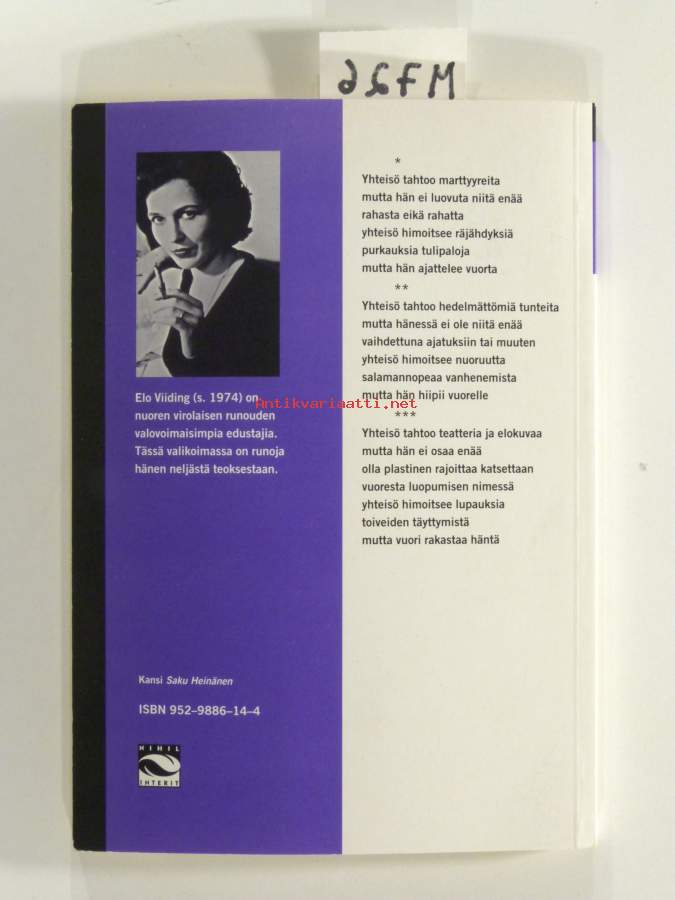 26FM
Elo Viiding (s. 1974) on
nuoren virolaisen runouden
valovoimaisimpia edustajia.
Tässä valikoimassa on runoja
hänen neljästä teoksestaan.
Kansi Saku Heinänen
ISBN 952–9886–14–4
NIHIL
INTERIT
*
Yhteisö tahtoo marttyyreita
mutta hän ei luovuta niitä enää
rahasta eikä rahatta
yhteisö himoitsee räjähdyksiä
purkauksia tulipaloja
mutta hän ajattelee vuorta
**
Yhteisö tahtoo hedelmättömiä tunteita
mutta hänessä ei ole niitä enää
vaihdettuna ajatuksiin tai muuten
yhteisö himoitsee nuoruutta
salamannopeaa vanhenemista
mutta hän hiipii vuorelle
***
Yhteisö tahtoo teatteria ja elokuvaa
mutta hän ei osaa enää
olla plastinen rajoittaa katsettaan
vuoresta luopumisen nimessä
yhteisö himoitsee lupauksia
toiveiden täyttymistä
mutta vuori rakastaa häntä
Antikvariaatti.net